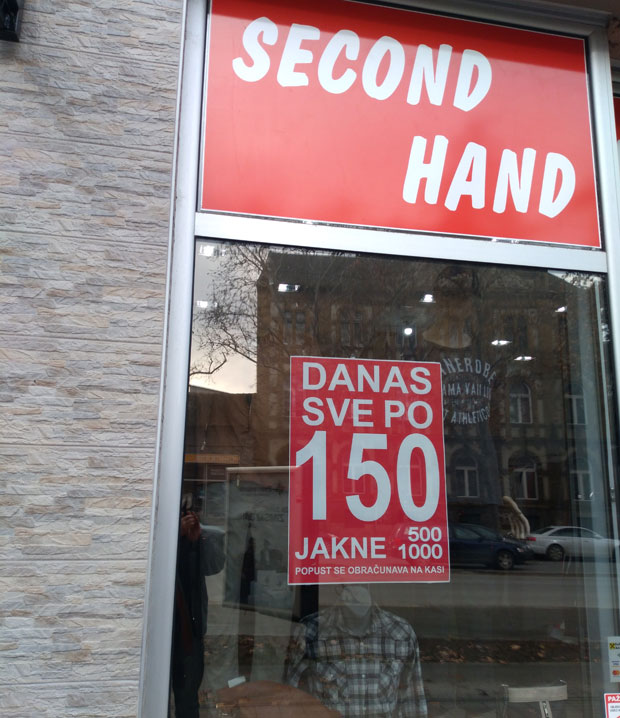 SECOND
HAND
DANAS
SVE PO
150
JAKNE 500
1000
POPUST SE OBRAČUNAVA NA KASI